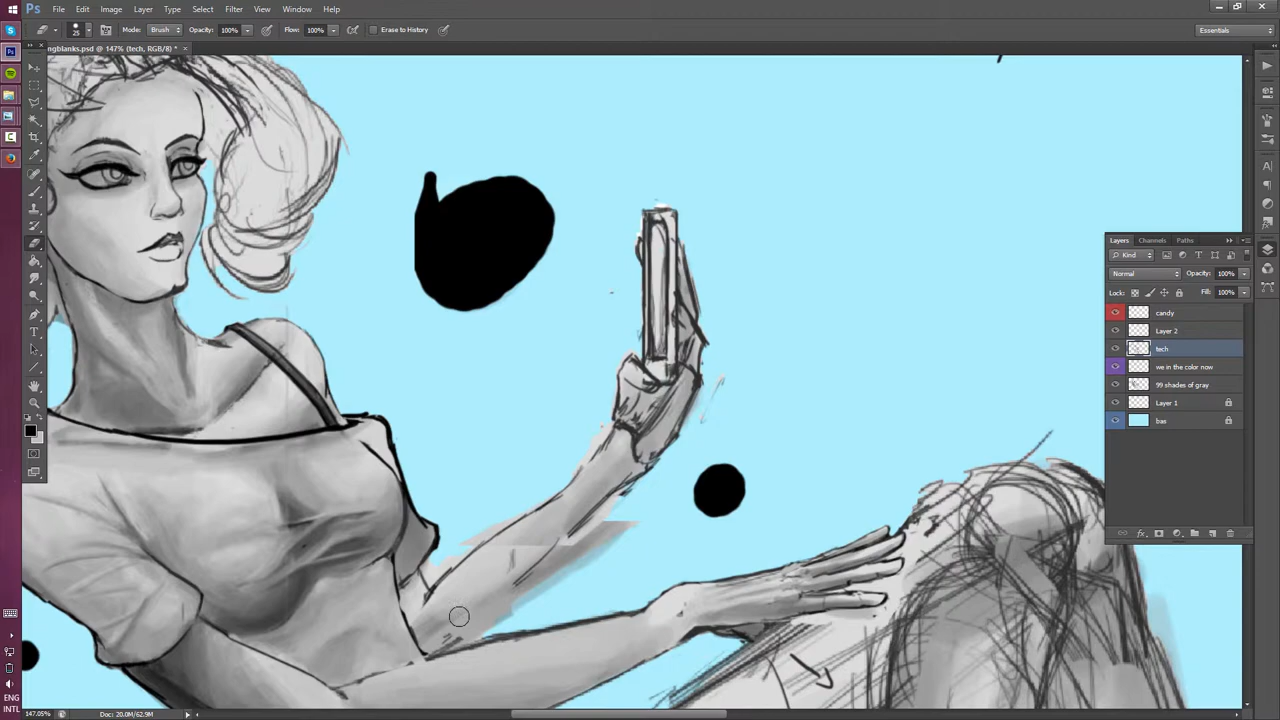 Ps File Edit Image Layer Type Select Filter View Window Help
25 Mode: Brush Opacity: 100% Flow: 100% Erase to History Essentials
ngblanks.psd @ 147% (tech, RGB/8) * ×
Layers Channels Paths
Kind
Normal Opacity: 100%
Lock: Fill: 100%
candy
Layer 2
tech
we in the color now
99 shades of gray
Layer 1
bas
ENG
INTL
147.05% Doc: 20.0M/62.9M